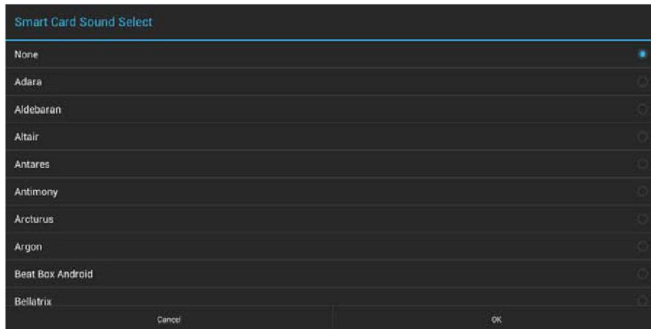 Smart Card Sound Select
None
Adara
Aldebaran
Altair
Antares
Antimony
Arcturus
Argon
Beat Box Android
Bellatrix
Cancel OK